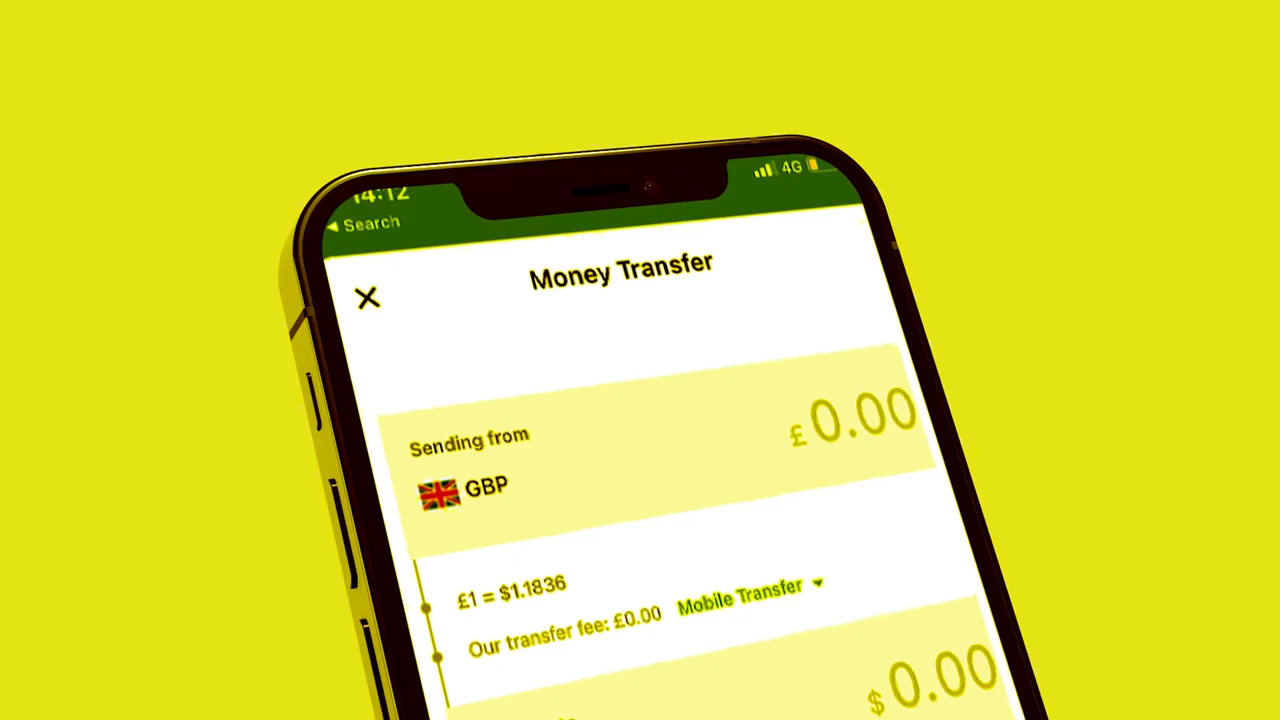 14:12
4G
Search
Money Transfer
Sending from
£ 0.00
GBP
£1 = $1.1836
Our transfer fee: £0.00 Mobile Transfer
$ 0.00